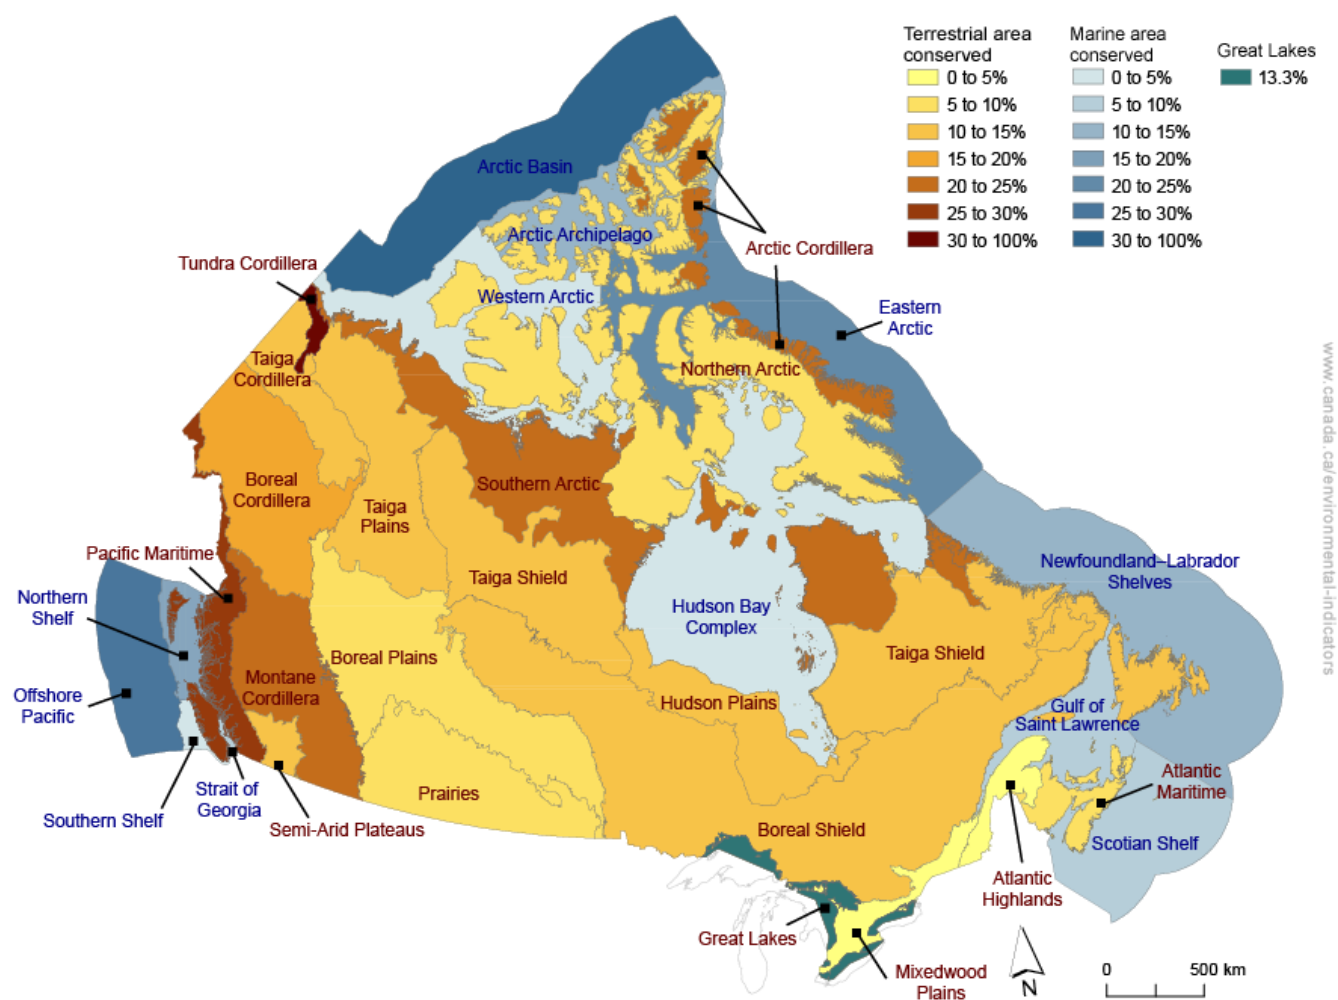 Terrestrial area
conserved
0 to 5%
5 to 10%
10 to 15%
15 to 20%
20 to 25%
25 to 30%
30 to 100%
Marine area
conserved
0 to 5%
5 to 10%
10 to 15%
15 to 20%
20 to 25%
25 to 30%
30 to 100%
Great Lakes
13.3%
Arctic Basin
Arctic Archipelago
Arctic Cordillera
Tundra Cordillera
Western Arctic
Eastern
Arctic
Taiga
Cordillera
Northern Arctic
Boreal
Cordillera
Southern Arctic
Taiga
Plains
Pacific Maritime
Taiga Shield
Newfoundland–Labrador
Shelves
Northern
Shelf
Hudson Bay
Complex
Boreal Plains
Taiga Shield
Montane
Cordillera
Offshore
Pacific
Hudson Plains
Gulf of
Saint Lawrence
Strait of
Georgia
Prairies
Atlantic
Maritime
Southern Shelf
Semi-Arid Plateaus
Boreal Shield
Scotian Shelf
Atlantic
Highlands
Great Lakes
Mixedwood
Plains
N
0 500 km
www.canada.ca/environmental-indicators